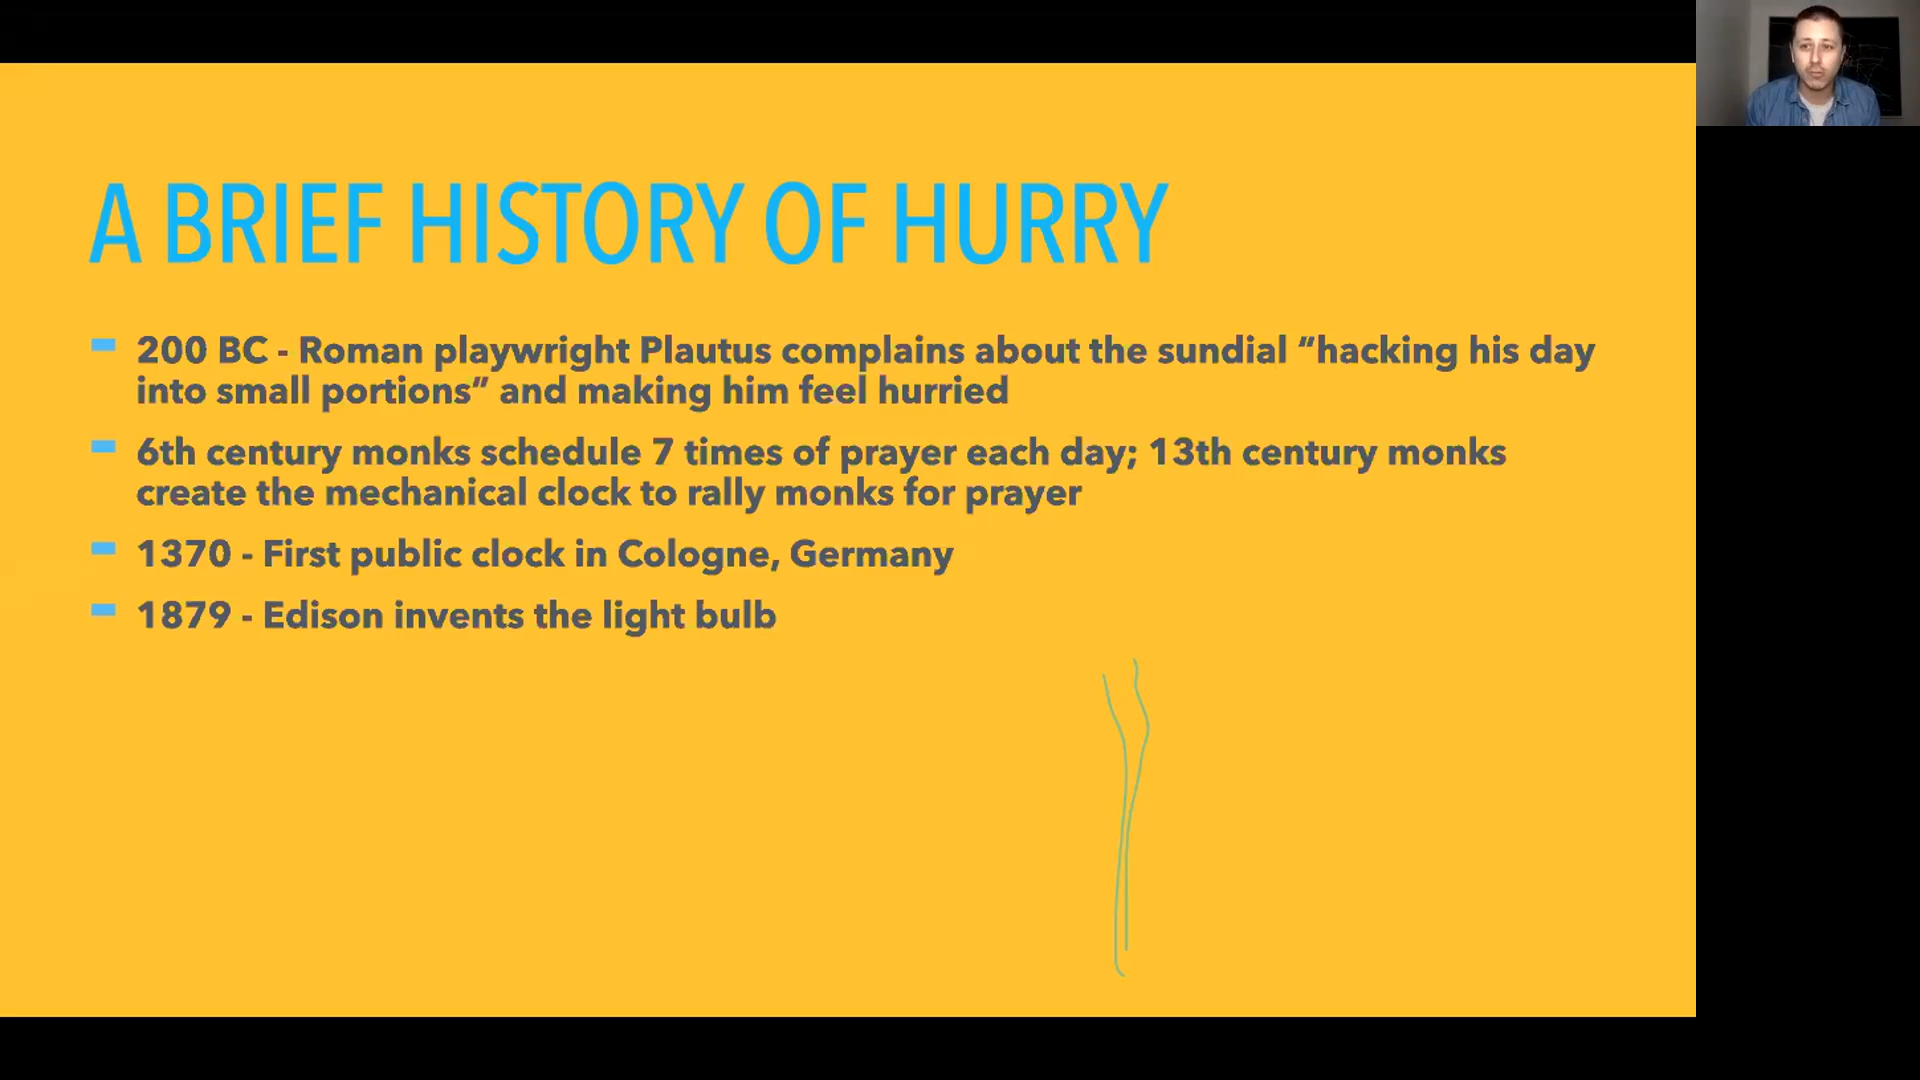 A BRIEF HISTORY OF HURRY
200 BC - Roman playwright Plautus complains about the sundial “hacking his day
into small portions” and making him feel hurried
6th century monks schedule 7 times of prayer each day; 13th century monks
create the mechanical clock to rally monks for prayer
1370 - First public clock in Cologne, Germany
1879 - Edison invents the light bulb